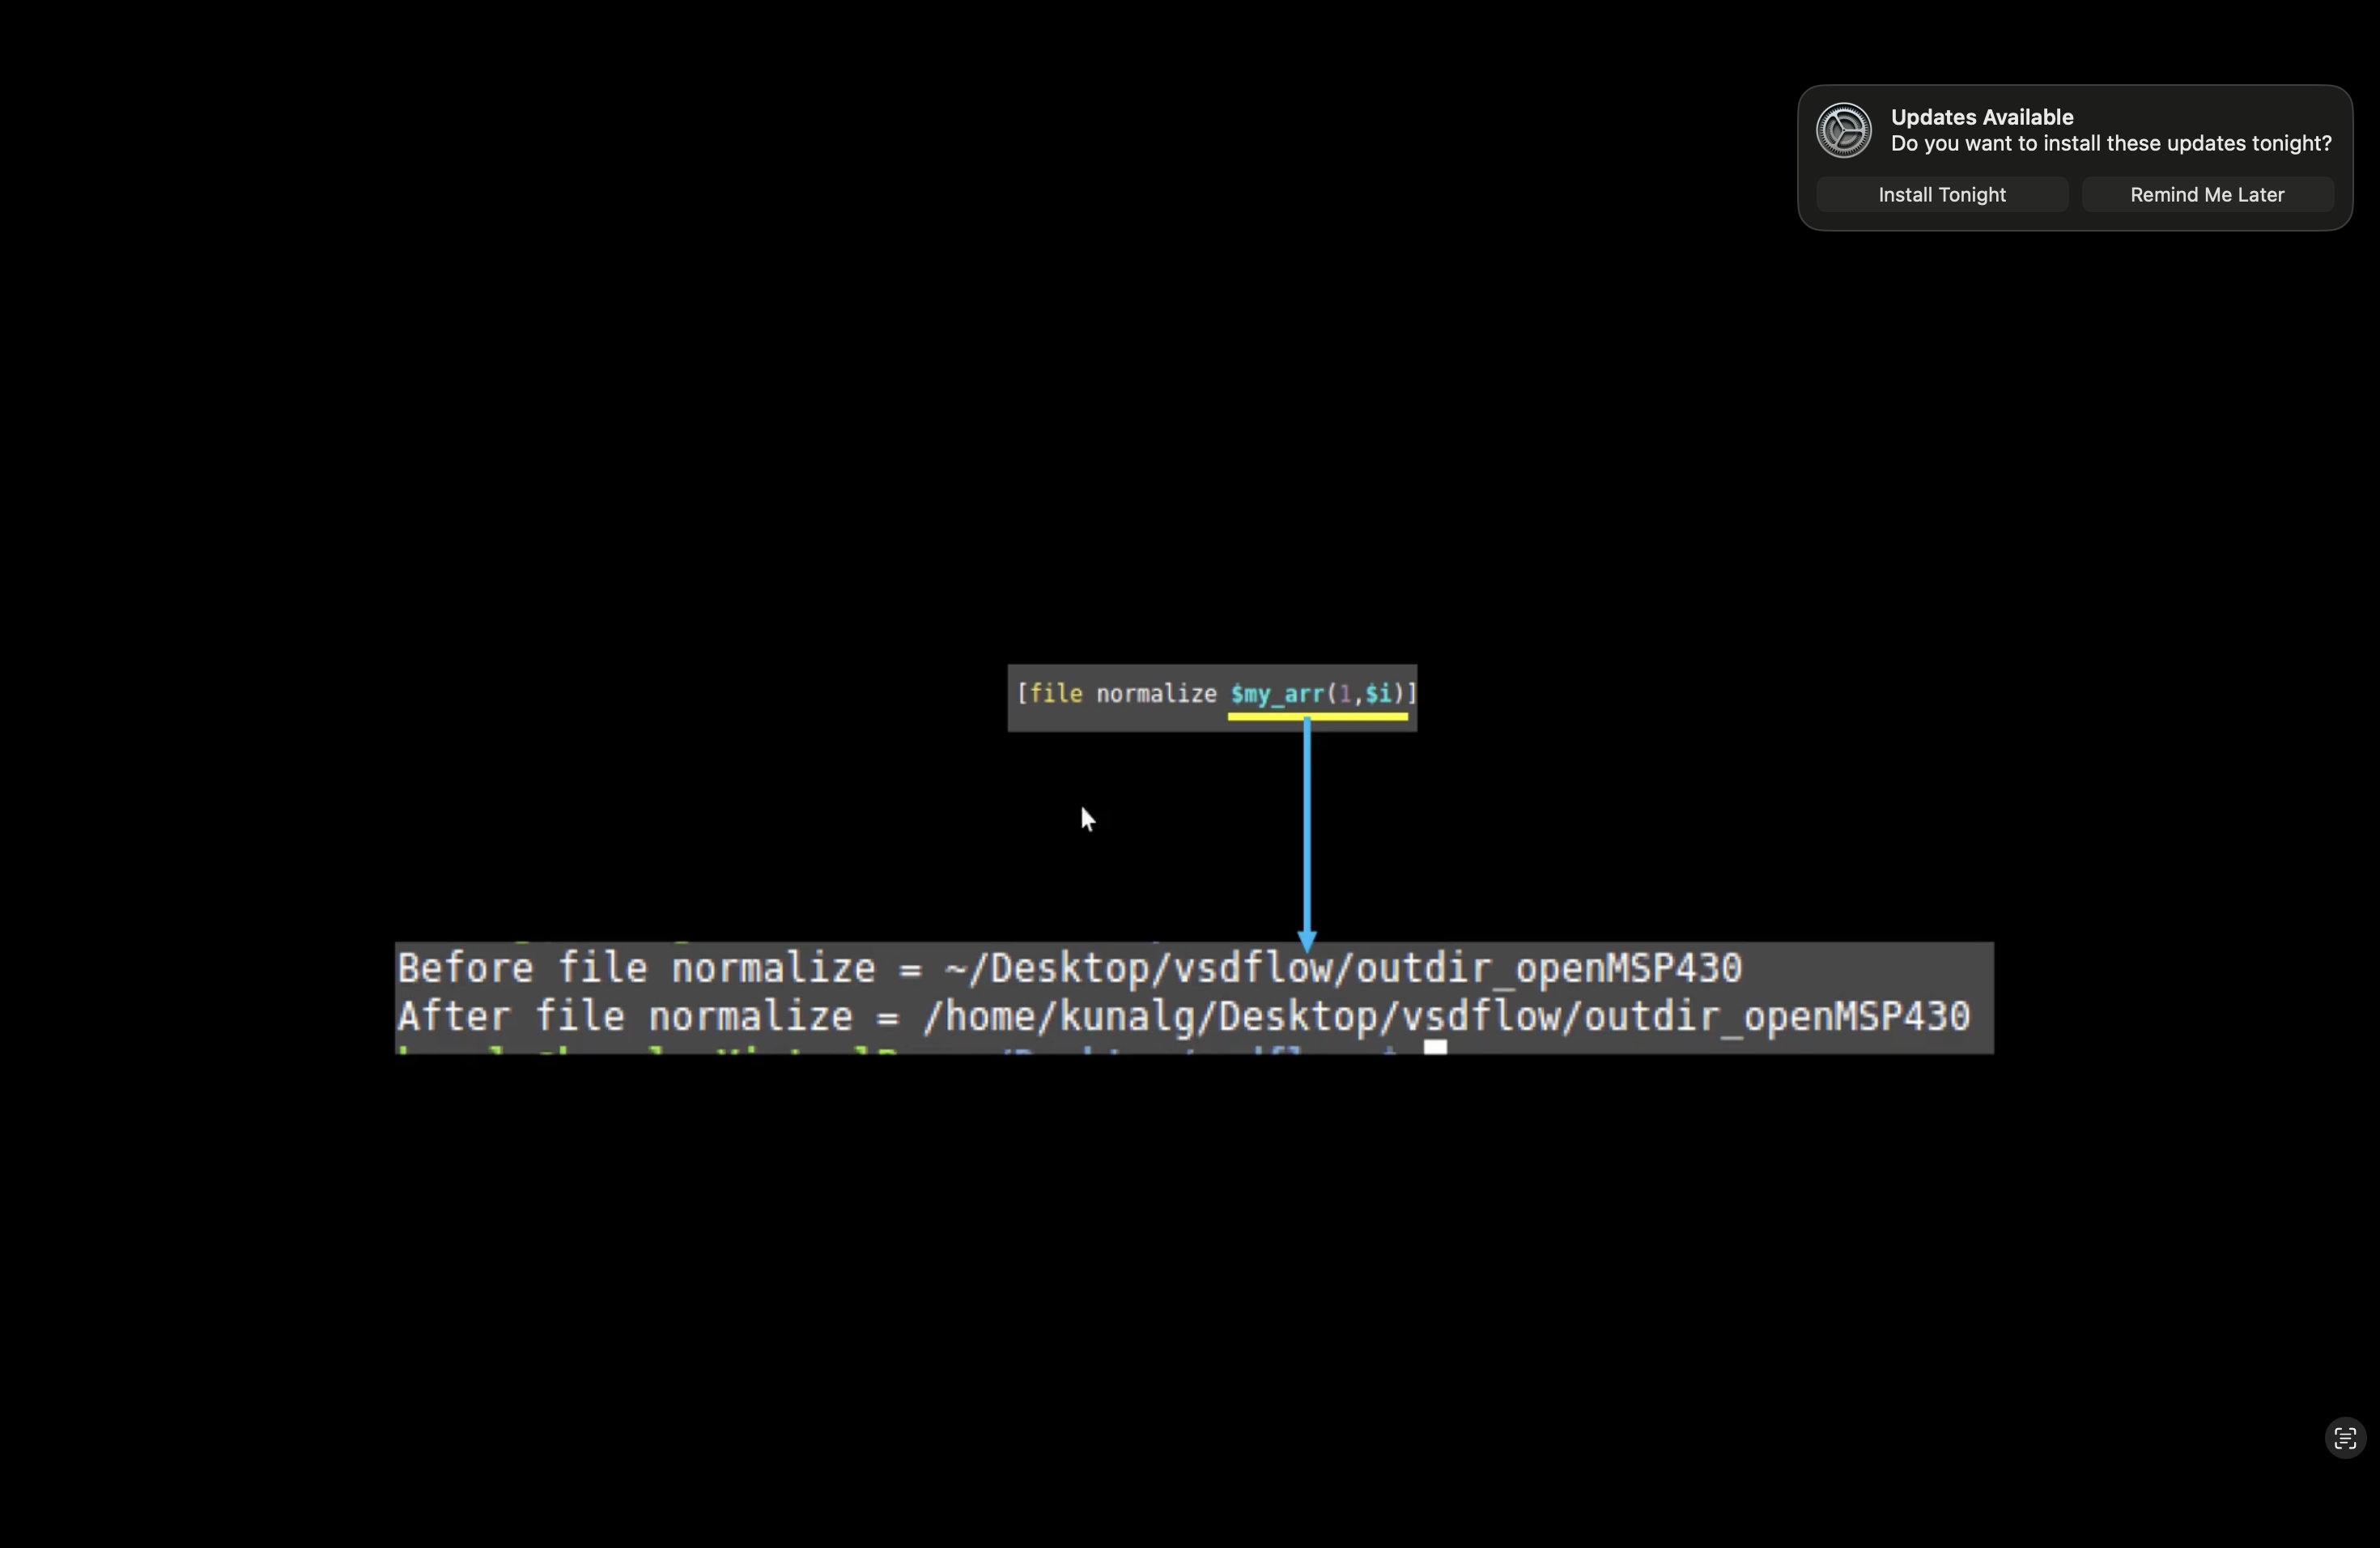 Updates Available
Do you want to install these updates tonight?
Install Tonight
Remind Me Later
[file normalize $my_arr(1,$i)]
Before file normalize = ~/Desktop/vsdflow/outdir_openMSP430
After file normalize = /home/kunalg/Desktop/vsdflow/outdir_openMSP430